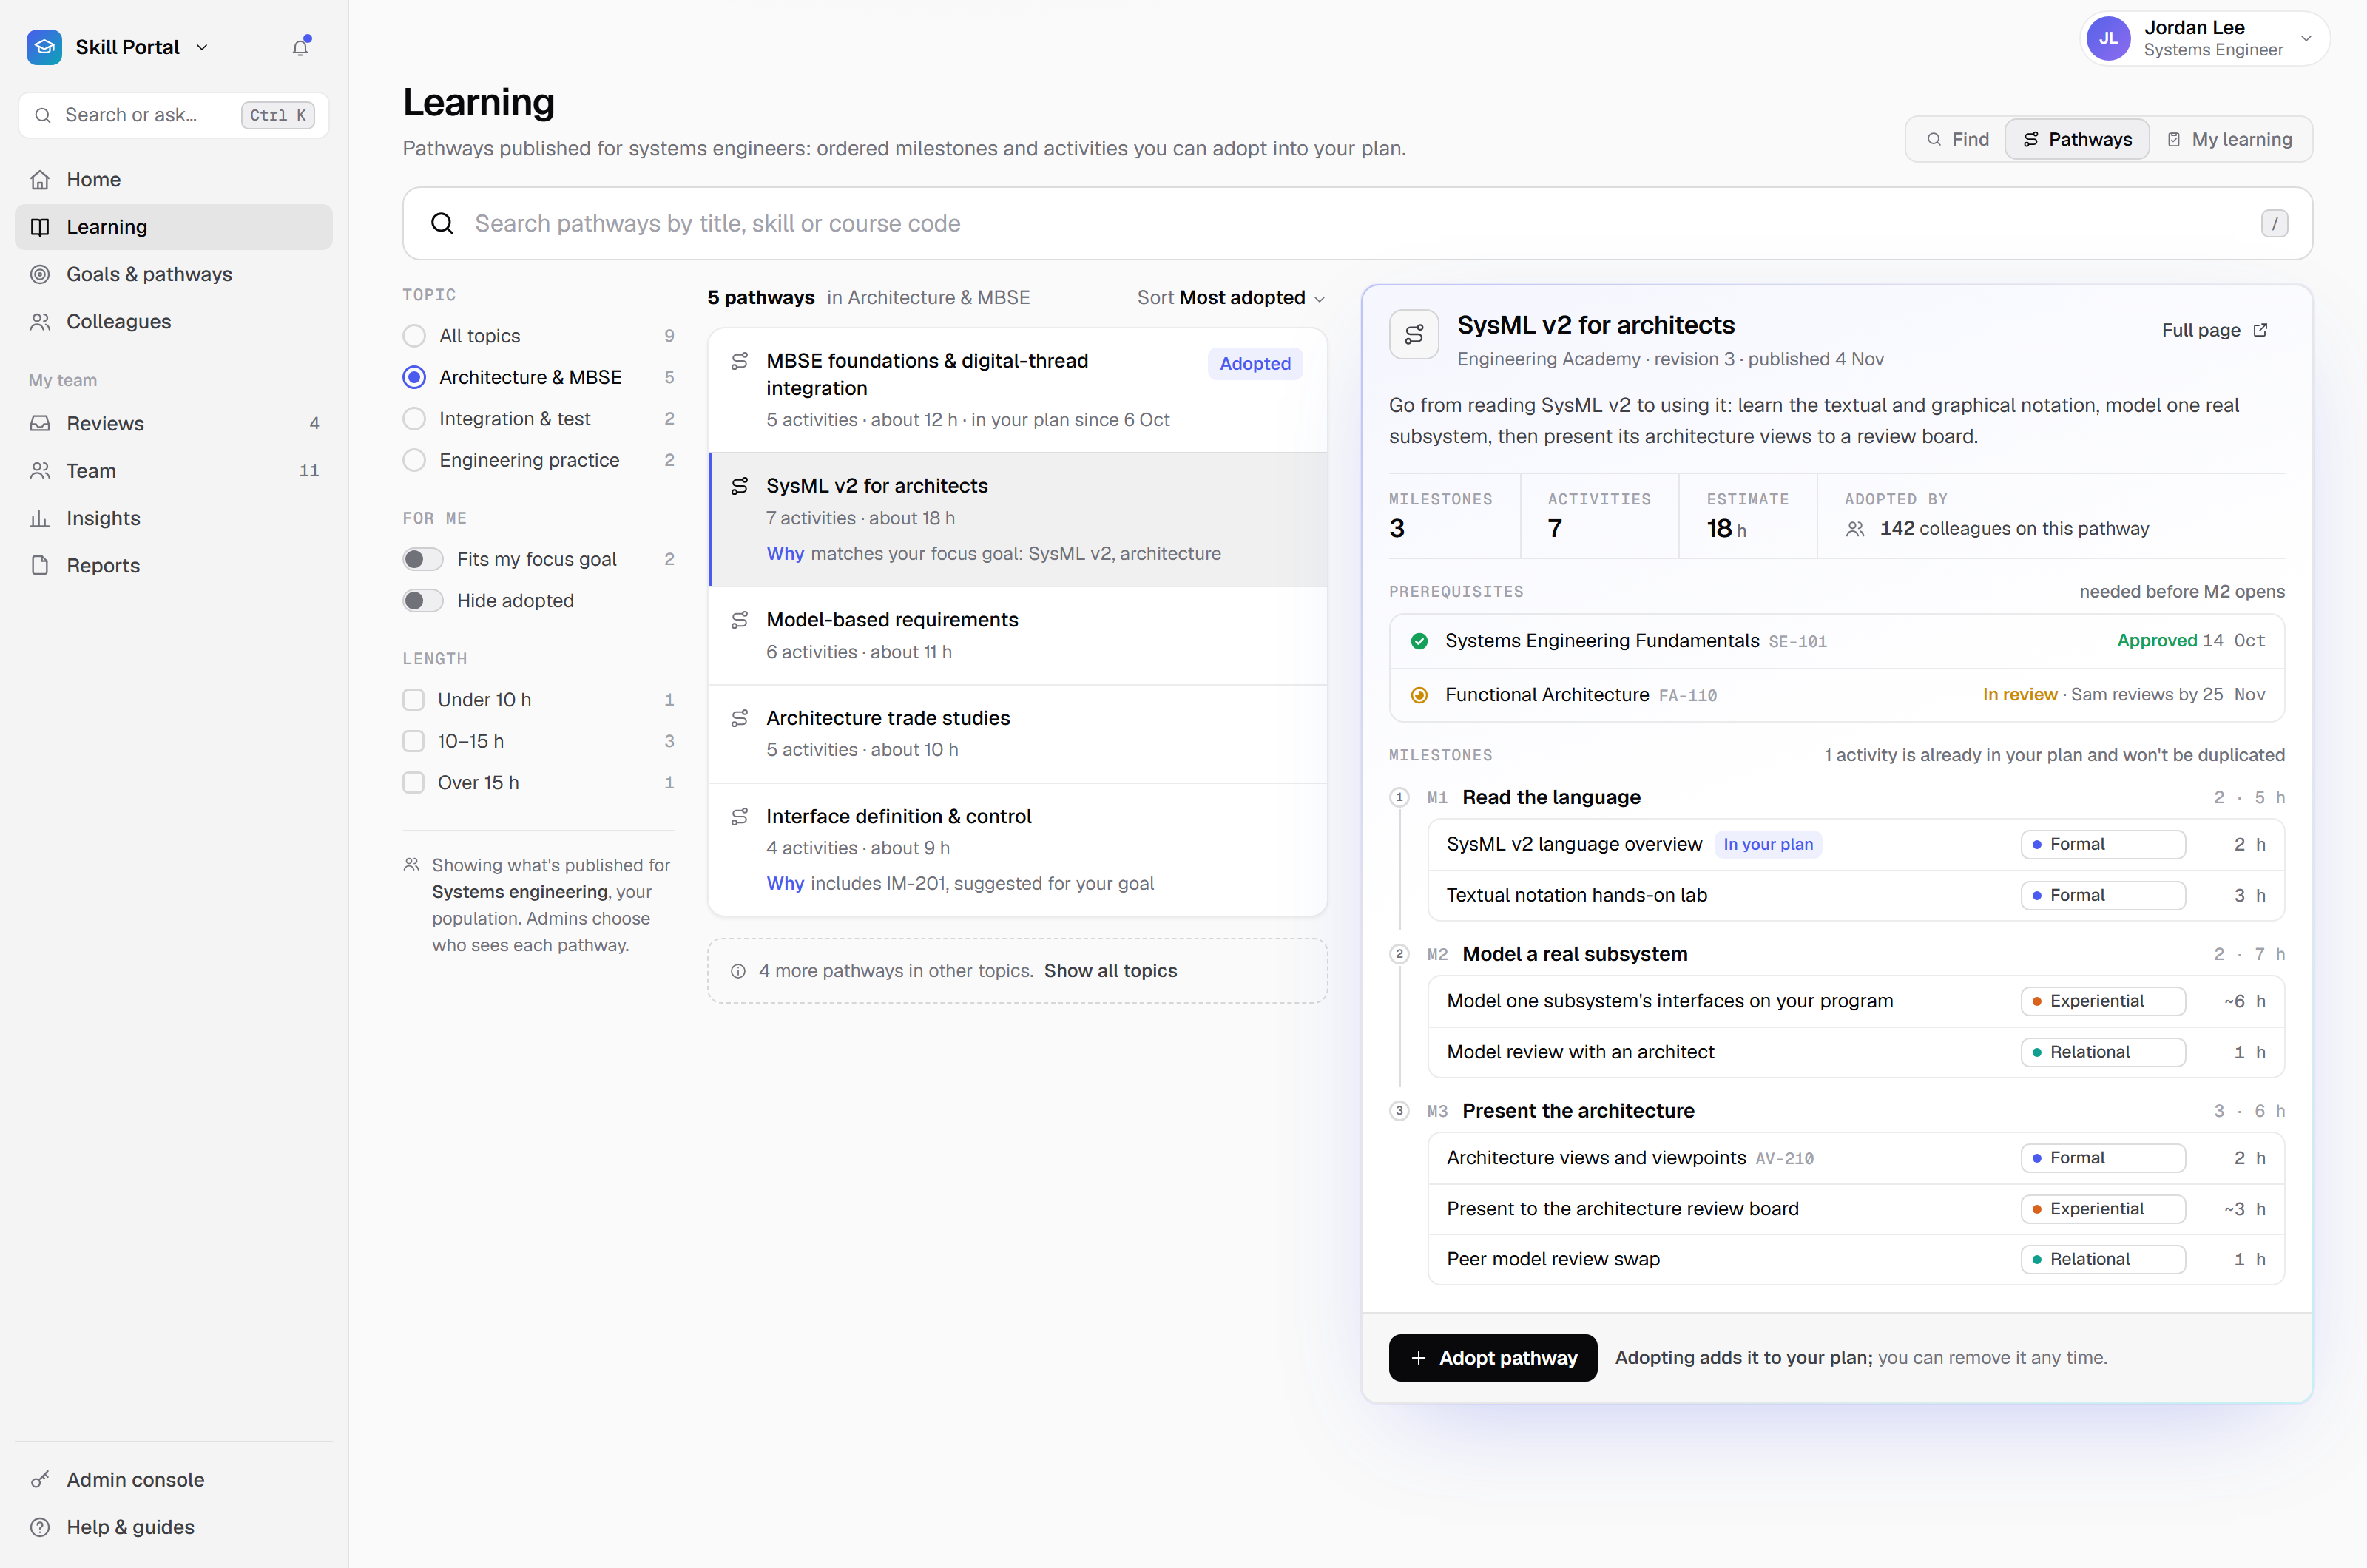 Skill Portal
Search or ask...
Ctrl K
Home
Learning
Goals & pathways
Colleagues
My team
Reviews 4
Team 11
Insights
Reports
Admin console
Help & guides
JL
Jordan Lee
Systems Engineer
Learning
Pathways published for systems engineers: ordered milestones and activities you can adopt into your plan.
Find
Pathways
My learning
Search pathways by title, skill or course code
/
TOPIC
All topics 9
Architecture & MBSE 5
Integration & test 2
Engineering practice 2
FOR ME
Fits my focus goal 2
Hide adopted
LENGTH
Under 10 h 1
10–15 h 3
Over 15 h 1
Showing what's published for
Systems engineering, your
population. Admins choose
who sees each pathway.
5 pathways in Architecture & MBSE
Sort Most adopted
MBSE foundations & digital-thread
integration
Adopted
5 activities · about 12 h · in your plan since 6 Oct
SysML v2 for architects
7 activities · about 18 h
Why matches your focus goal: SysML v2, architecture
Model-based requirements
6 activities · about 11 h
Architecture trade studies
5 activities · about 10 h
Interface definition & control
4 activities · about 9 h
Why includes IM-201, suggested for your goal
4 more pathways in other topics. Show all topics
SysML v2 for architects
Engineering Academy · revision 3 · published 4 Nov
Full page
Go from reading SysML v2 to using it: learn the textual and graphical notation, model one real
subsystem, then present its architecture views to a review board.
MILESTONES
3
ACTIVITIES
7
ESTIMATE
18 h
ADOPTED BY
142 colleagues on this pathway
PREREQUISITES
needed before M2 opens
Systems Engineering Fundamentals SE-101
Approved 14 Oct
Functional Architecture FA-110
In review · Sam reviews by 25 Nov
MILESTONES
1 activity is already in your plan and won't be duplicated
1 M1 Read the language 2 · 5 h
SysML v2 language overview In your plan Formal 2 h
Textual notation hands-on lab Formal 3 h
2 M2 Model a real subsystem 2 · 7 h
Model one subsystem's interfaces on your program Experiential ~6 h
Model review with an architect Relational 1 h
3 M3 Present the architecture 3 · 6 h
Architecture views and viewpoints AV-210 Formal 2 h
Present to the architecture review board Experiential ~3 h
Peer model review swap Relational 1 h
Adopt pathway
Adopting adds it to your plan; you can remove it any time.